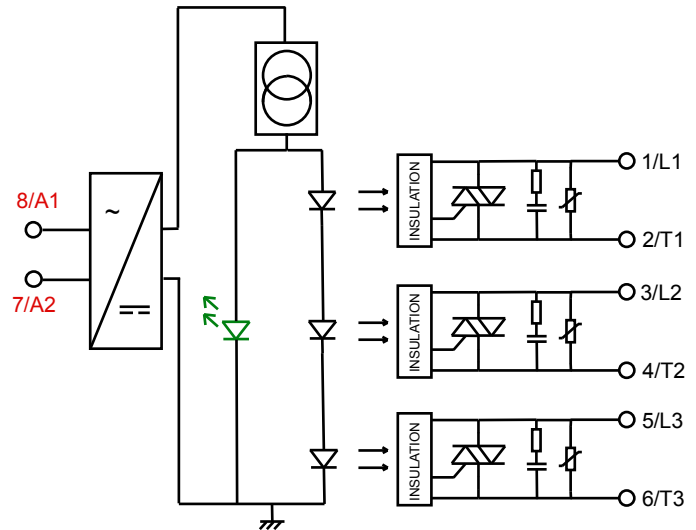 8/A1
~
7/A2
INSULATION
1/L1
2/T1
INSULATION
3/L2
4/T2
INSULATION
5/L3
6/T3